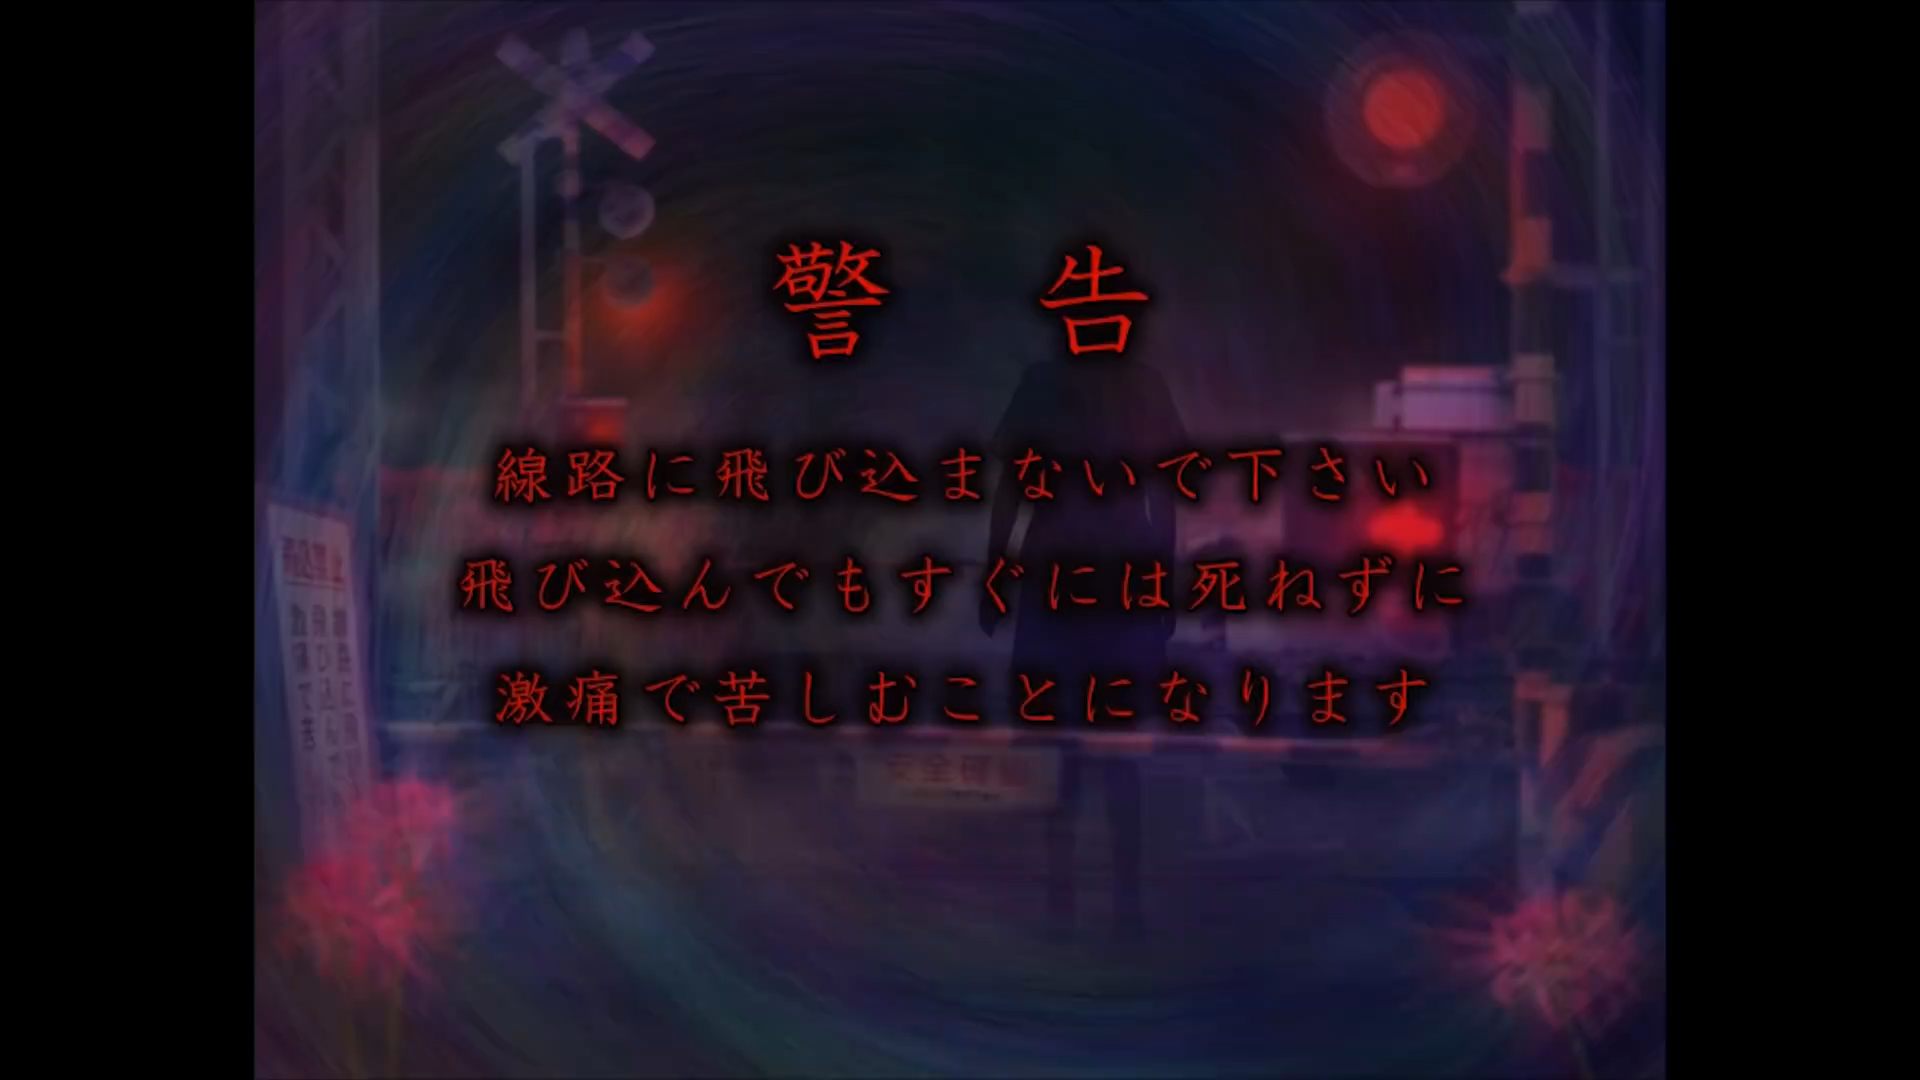 警告
線路に飛び込まないで下さい
飛び込んでもすぐには死ねずに
激痛で苦しむことになります